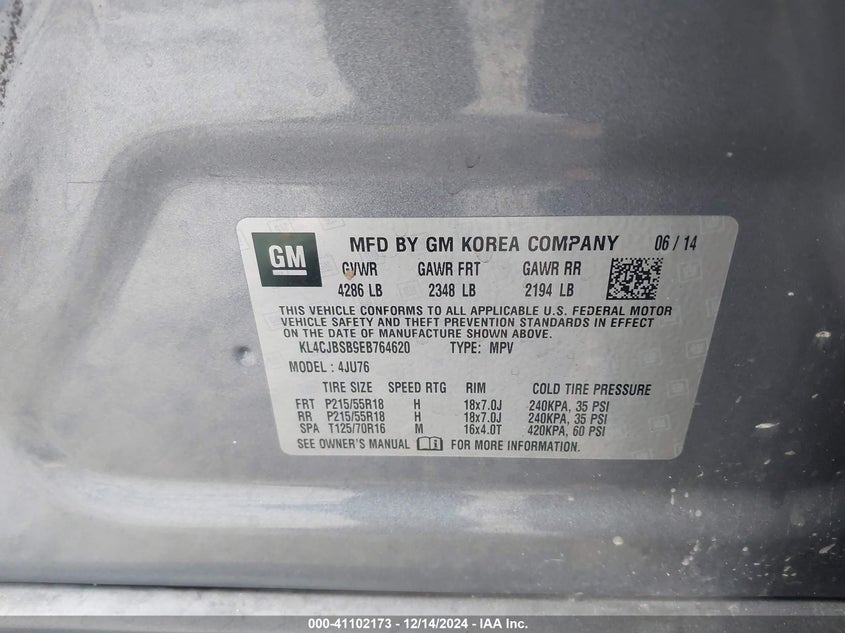 GM MFD BY GM KOREA COMPANY 06 / 14
GVWR GAWR FRT GAWR RR
4286 LB 2348 LB 2194 LB
THIS VEHICLE CONFORMS TO ALL APPLICABLE U.S. FEDERAL MOTOR
VEHICLE SAFETY AND THEFT PREVENTION STANDARDS IN EFFECT
ON THE DATE OF MANUFACTURE SHOWN ABOVE.
KL4CJBSB9EB764620 TYPE: MPV
MODEL : 4JU76
TIRE SIZE SPEED RTG RIM COLD TIRE PRESSURE
FRT P215/55R18 H 18x7.0J 240KPA, 35 PSI
RR P215/55R18 H 18x7.0J 240KPA, 35 PSI
SPA T125/70R16 M 16x4.0T 420KPA, 60 PSI
SEE OWNER'S MANUAL FOR MORE INFORMATION.
000-41102173 - 12/14/2024 - IAA Inc.